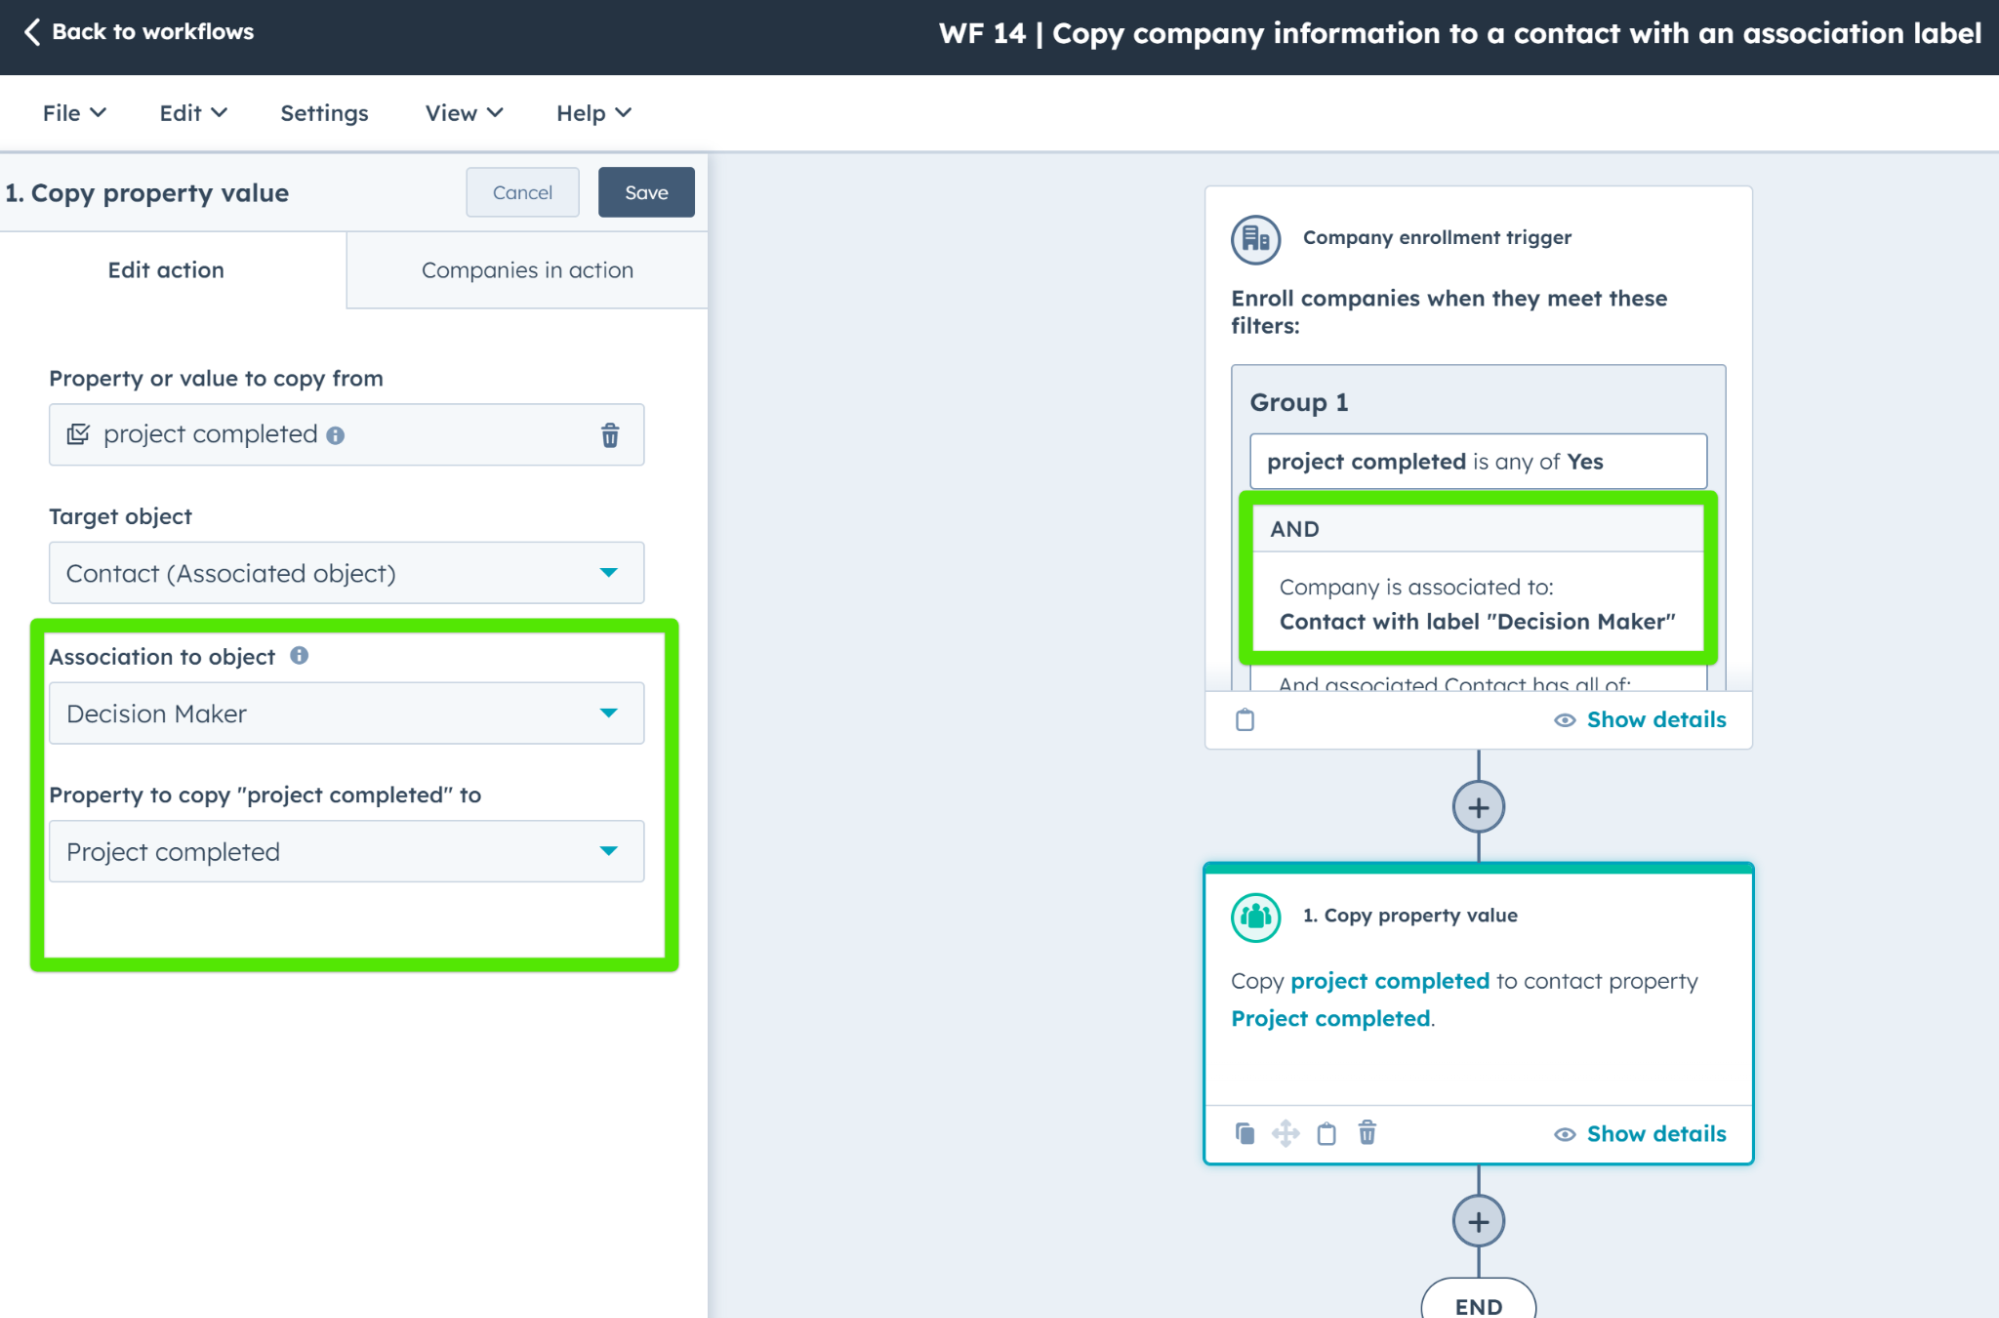 Back to workflows
WF 14 | Copy company information to a contact with an association label
File
Edit
Settings
View
Help
1. Copy property value
Cancel
Save
Edit action
Companies in action
Property or value to copy from
project completed
Target object
Contact (Associated object)
Association to object
Decision Maker
Property to copy "project completed" to
Project completed
Company enrollment trigger
Enroll companies when they meet these
filters:
Group 1
project completed is any of Yes
AND
Company is associated to:
Contact with label "Decision Maker"
And associated Contact has all of:
Show details
1. Copy property value
Copy project completed to contact property
Project completed.
Show details
END